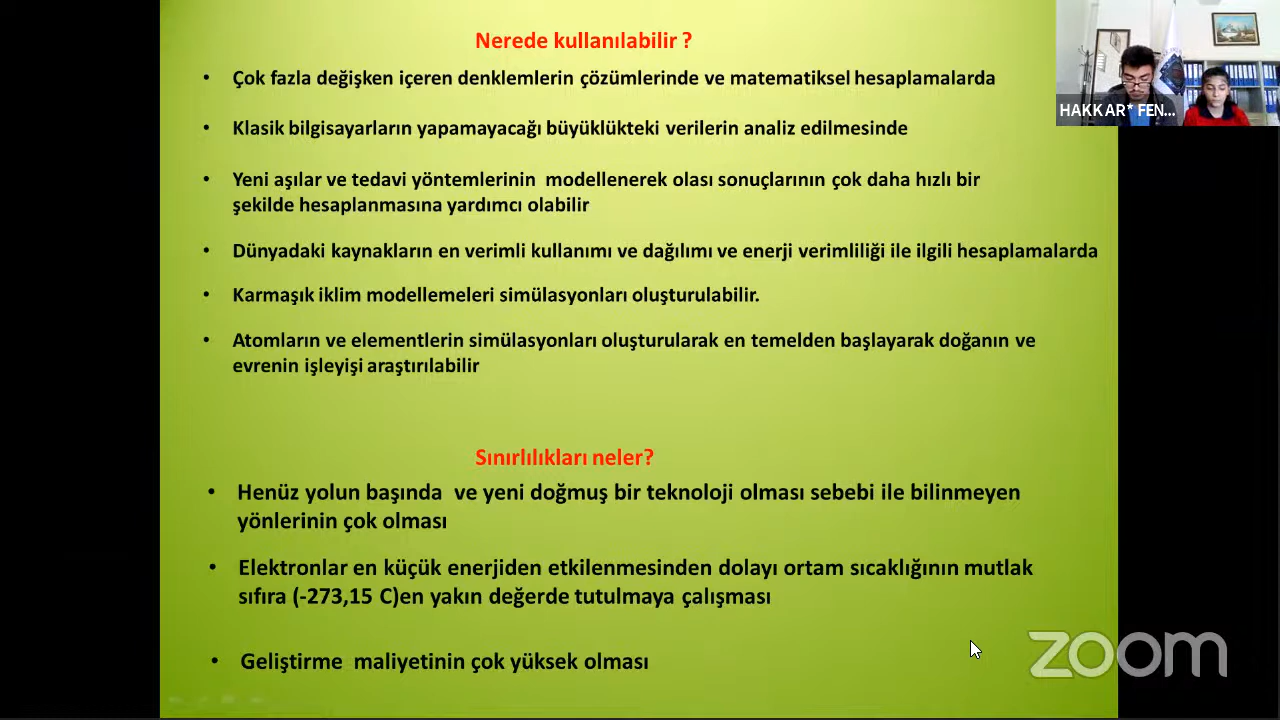 Nerede kullanılabilir ?
• Çok fazla değişken içeren denklemlerin çözümlerinde ve matematiksel hesaplamalarda
• Klasik bilgisayarların yapamayacağı büyüklükteki verilerin analiz edilmesinde
• Yeni aşılar ve tedavi yöntemlerinin modellenerek olası sonuçlarının çok daha hızlı bir
şekilde hesaplanmasına yardımcı olabilir
• Dünyadaki kaynakların en verimli kullanımı ve dağılımı ve enerji verimliliği ile ilgili hesaplamalarda
• Karmaşık iklim modellemeleri simülasyonları oluşturulabilir.
• Atomların ve elementlerin simülasyonları oluşturularak en temelden başlayarak doğanın ve
evrenin işleyişi araştırılabilir
Sınırlılıkları neler?
• Henüz yolun başında ve yeni doğmuş bir teknoloji olması sebebi ile bilinmeyen
yönlerinin çok olması
• Elektronlar en küçük enerjiden etkilenmesinden dolayı ortam sıcaklığının mutlak
sıfıra (-273,15 C)en yakın değerde tutulmaya çalışması
• Geliştirme maliyetinin çok yüksek olması
HAKKAR* FEN...
zoom